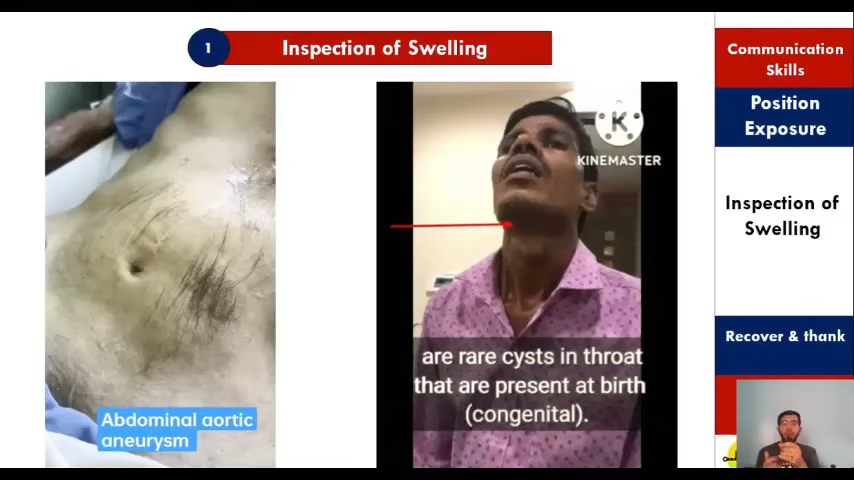 1
Inspection of Swelling
Abdominal aortic
aneurysm
K
KINEMASTER
are rare cysts in throat
that are present at birth
(congenital).
Communication
Skills
Position
Exposure
Inspection of
Swelling
Recover & thank